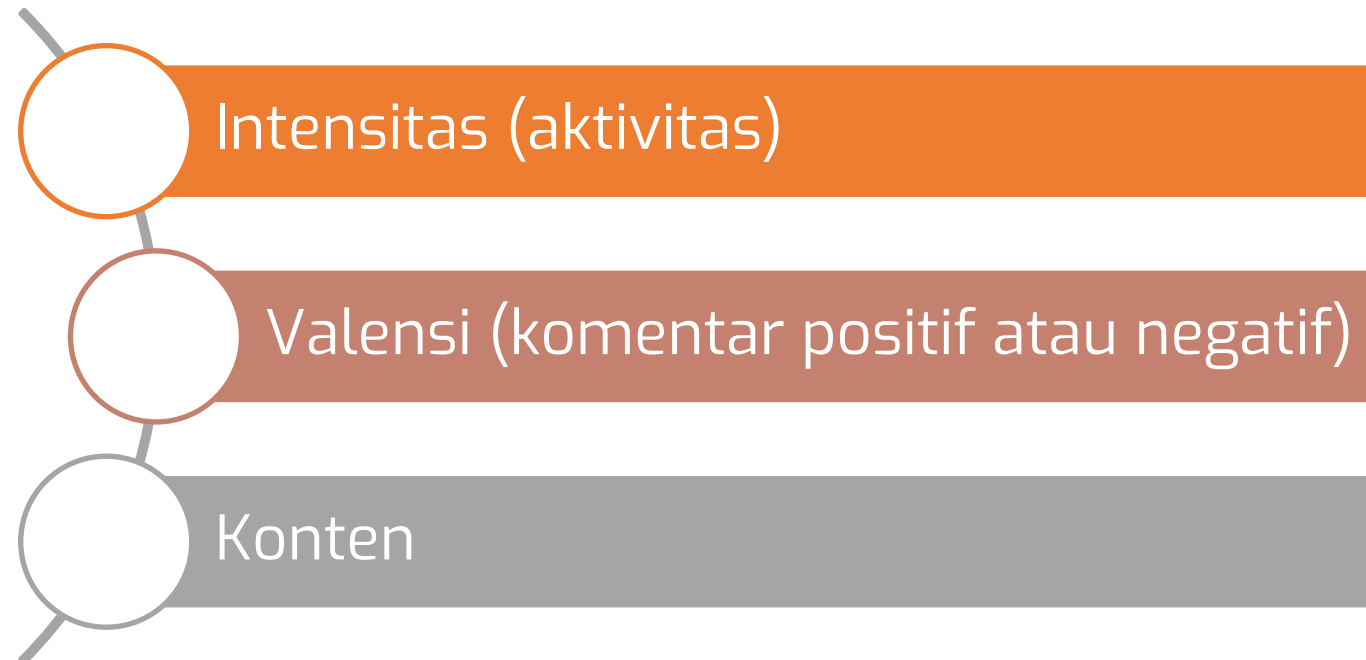 Intensitas (aktivitas)
Valensi (komentar positif atau negatif)
Konten